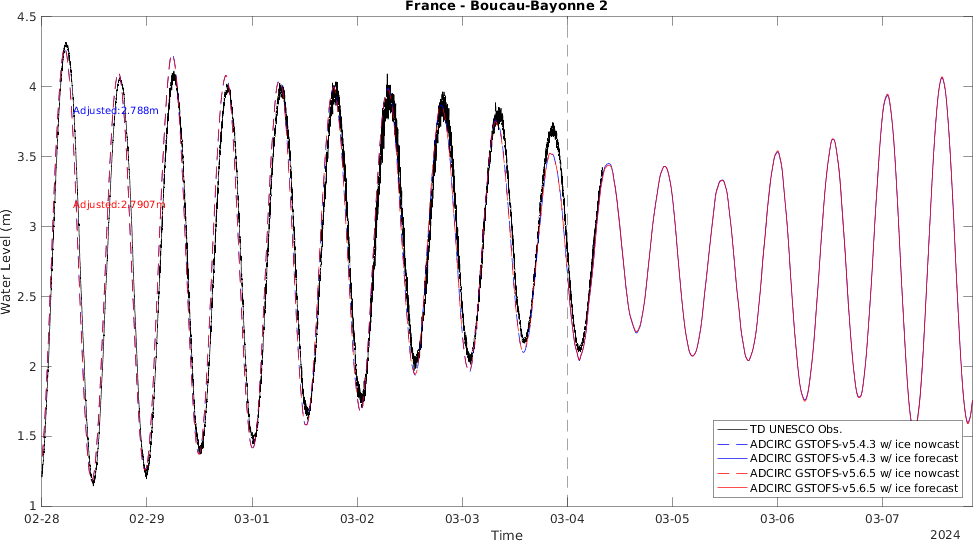 France - Boucau-Bayonne 2
4.5
4
3.5
3
2.5
2
1.5
1
Water Level (m)
Adjusted:2.788m
Adjusted:2.7907m
TD UNESCO Obs.
ADCIRC GSTOFS-v5.4.3 w/ ice nowcast
ADCIRC GSTOFS-v5.4.3 w/ ice forecast
ADCIRC GSTOFS-v5.6.5 w/ ice nowcast
ADCIRC GSTOFS-v5.6.5 w/ ice forecast
02-28 02-29 03-01 03-02 03-03 03-04 03-05 03-06 03-07
Time
2024